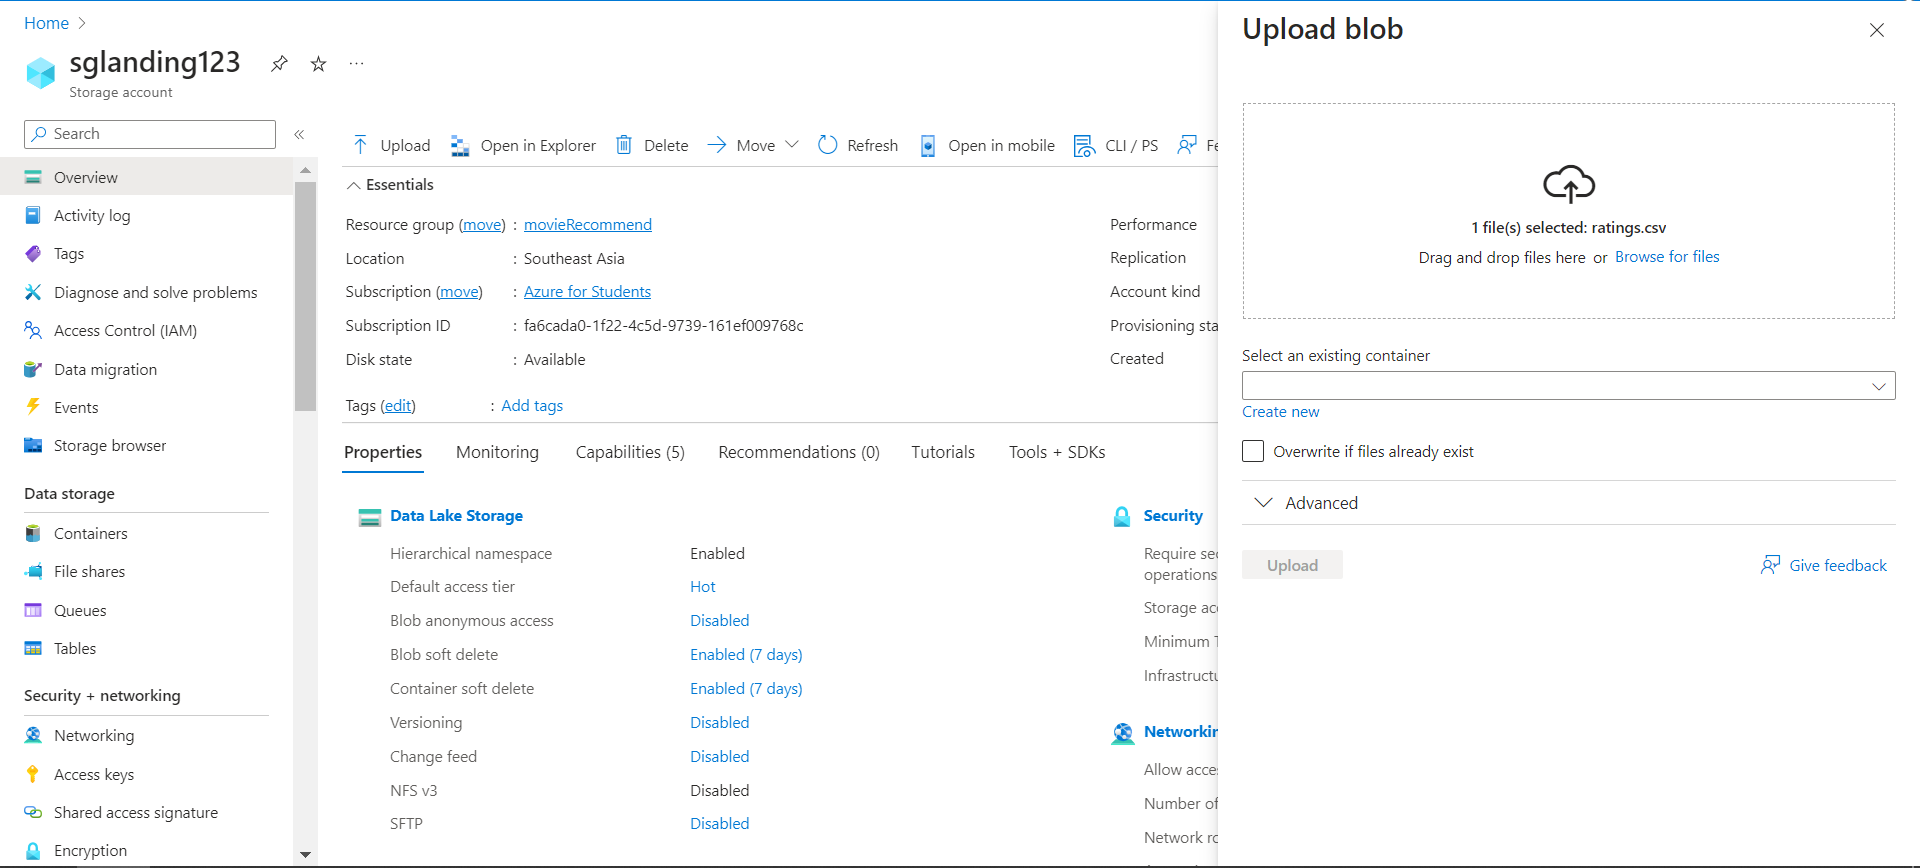 Home
sglanding123
Storage account
Search
Overview
Activity log
Tags
Diagnose and solve problems
Access Control (IAM)
Data migration
Events
Storage browser
Data storage
Containers
File shares
Queues
Tables
Security + networking
Networking
Access keys
Shared access signature
Encryption
Upload Open in Explorer Delete Move Refresh Open in mobile CLI / PS
Essentials
Resource group (move) : movieRecommend
Location : Southeast Asia
Subscription (move) : Azure for Students
Subscription ID : fa6cada0-1f22-4c5d-9739-161ef009768c
Disk state : Available
Tags (edit) : Add tags
Performance
Replication
Account kind
Provisioning sta
Created
Properties Monitoring Capabilities (5) Recommendations (0) Tutorials Tools + SDKs
Data Lake Storage
Hierarchical namespace Enabled
Default access tier Hot
Blob anonymous access Disabled
Blob soft delete Enabled (7 days)
Container soft delete Enabled (7 days)
Versioning Disabled
Change feed Disabled
NFS v3 Disabled
SFTP Disabled
Security
Require sec
operations
Storage acc
Minimum T
Infrastructu
Networkin
Allow acces
Number of
Network ro
Upload blob
1 file(s) selected: ratings.csv
Drag and drop files here or Browse for files
Select an existing container
Create new
Overwrite if files already exist
Advanced
Upload
Give feedback